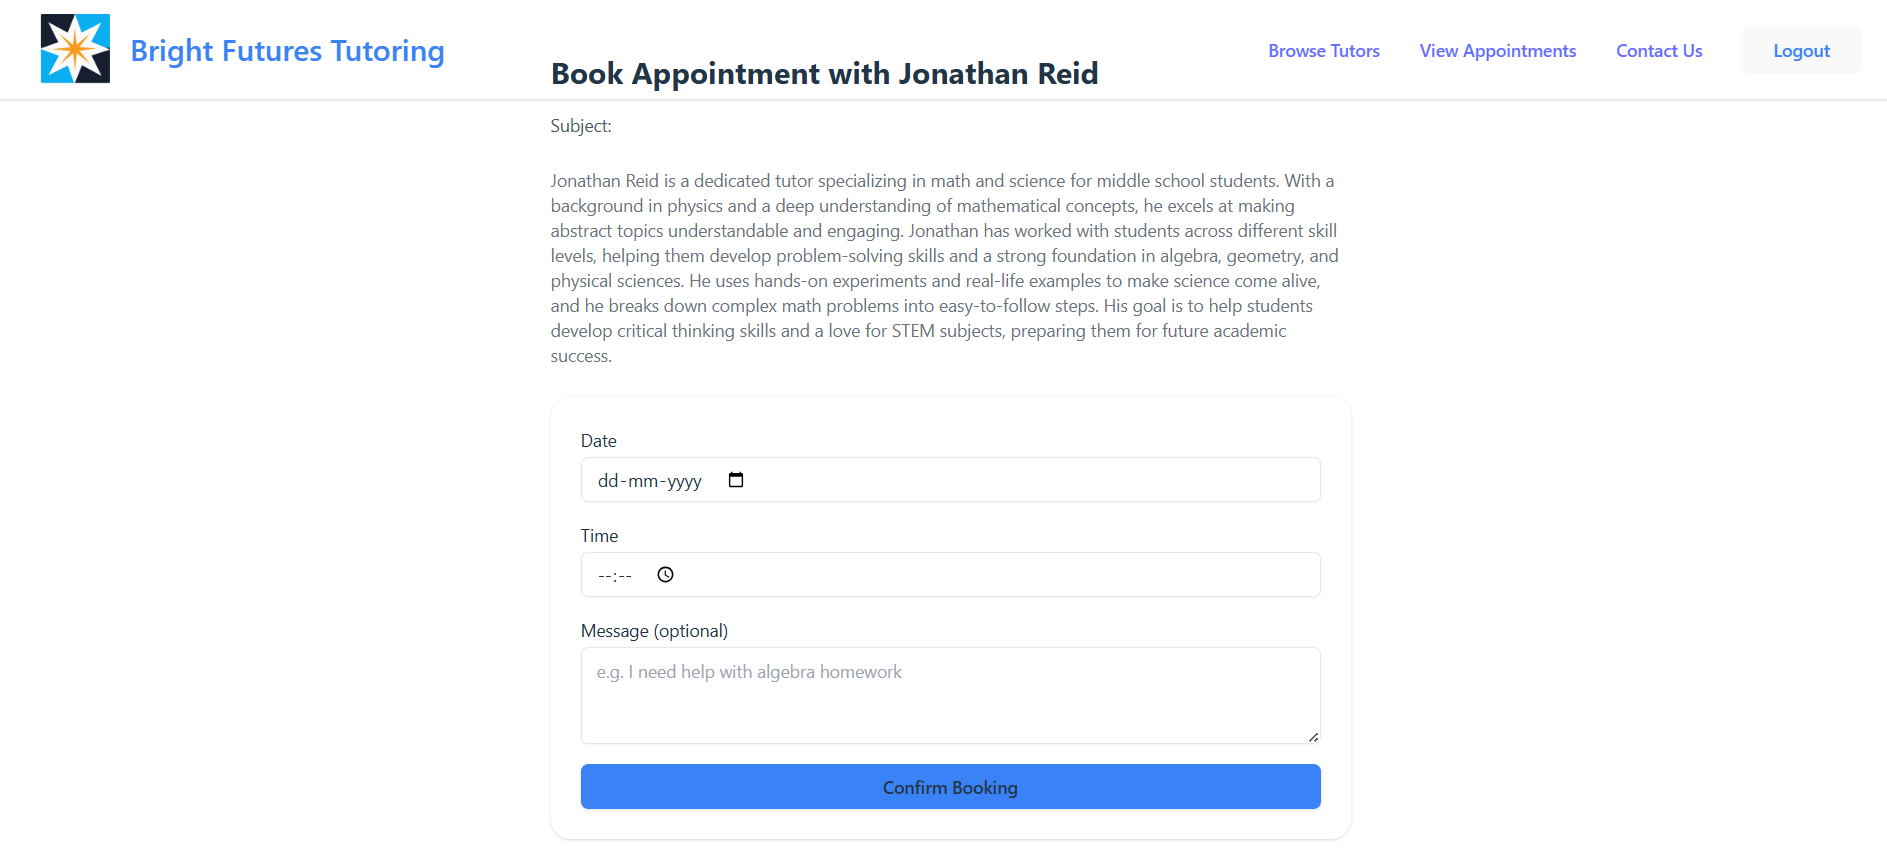 Bright Futures Tutoring
Browse Tutors
View Appointments
Contact Us
Logout
Book Appointment with Jonathan Reid
Subject:
Jonathan Reid is a dedicated tutor specializing in math and science for middle school students. With a
background in physics and a deep understanding of mathematical concepts, he excels at making
abstract topics understandable and engaging. Jonathan has worked with students across different skill
levels, helping them develop problem-solving skills and a strong foundation in algebra, geometry, and
physical sciences. He uses hands-on experiments and real-life examples to make science come alive,
and he breaks down complex math problems into easy-to-follow steps. His goal is to help students
develop critical thinking skills and a love for STEM subjects, preparing them for future academic
success.
Date
dd-mm-yyyy
Time
--:--
Message (optional)
e.g. I need help with algebra homework
Confirm Booking